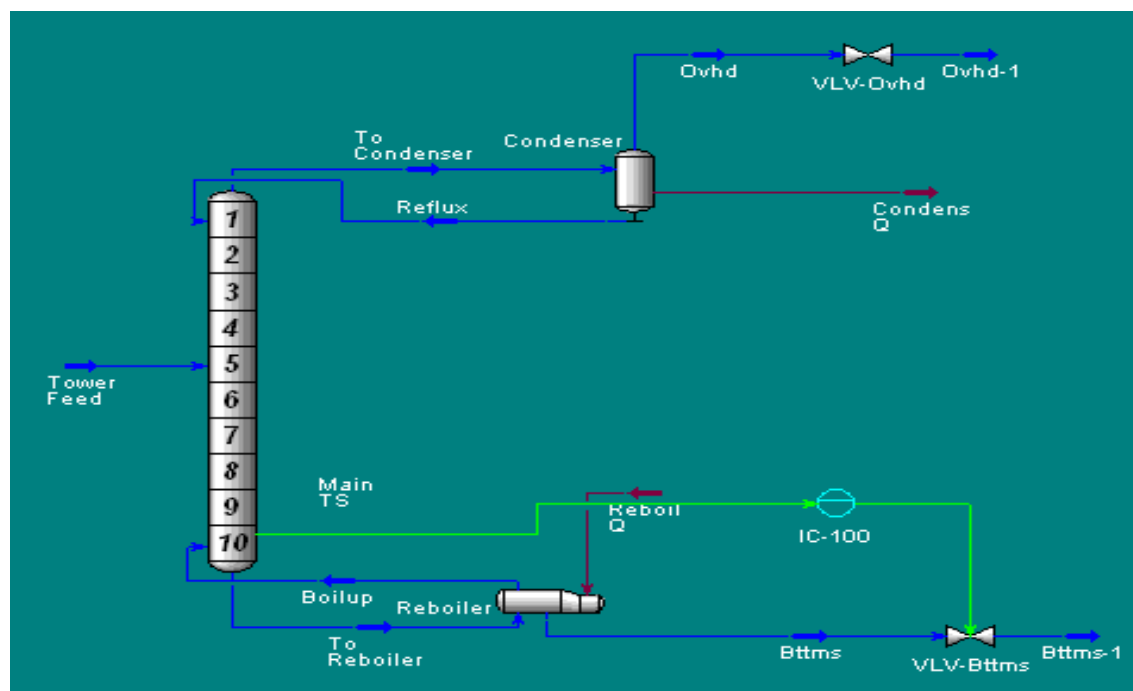 Ovhd
VLV-Ovhd
Ovhd-1
To
Condenser
Condenser
Reflux
Condens
Q
1
2
3
4
5
6
7
8
9
10
Tower
Feed
Main
TS
Reboil
Q
IC-100
Boilup
Reboiler
To
Reboiler
Bttms
VLV-Bttms
Bttms-1